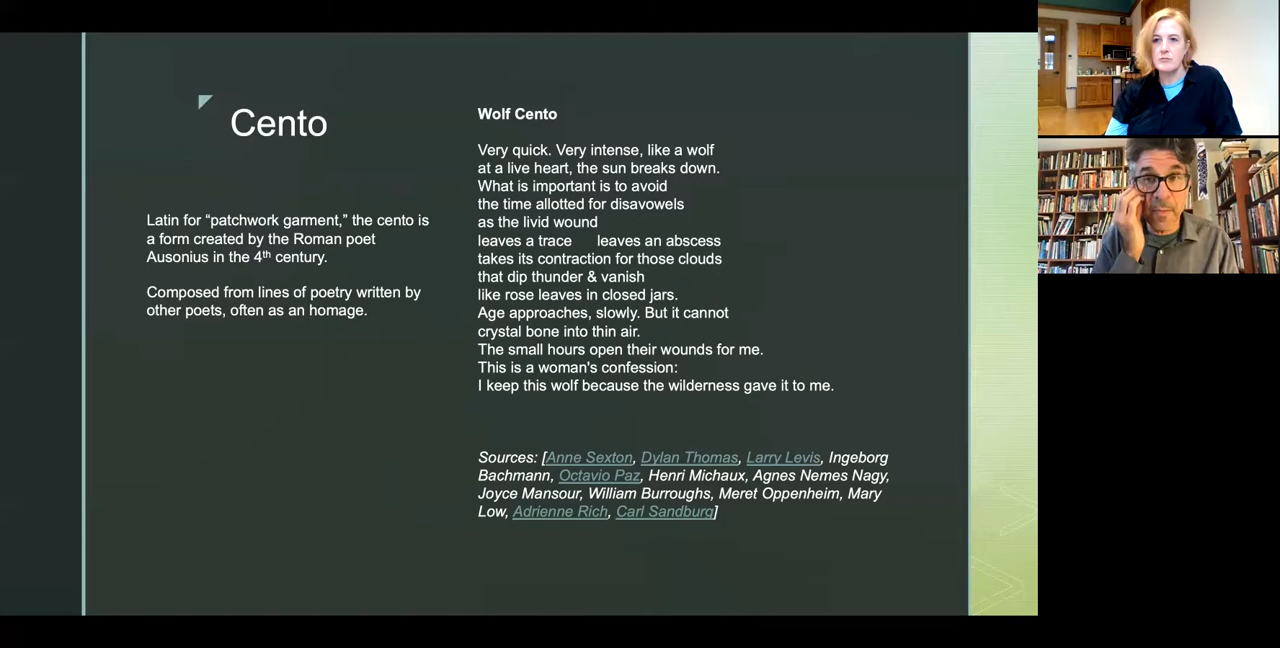 Cento
Latin for “patchwork garment,” the cento is
a form created by the Roman poet
Ausonius in the 4th century.
Composed from lines of poetry written by
other poets, often as an homage.
Wolf Cento
Very quick. Very intense, like a wolf
at a live heart, the sun breaks down.
What is important is to avoid
the time allotted for disavowels
as the livid wound
leaves a trace      leaves an abscess
takes its contraction for those clouds
that dip thunder & vanish
like rose leaves in closed jars.
Age approaches, slowly. But it cannot
crystal bone into thin air.
The small hours open their wounds for me.
This is a woman's confession:
I keep this wolf because the wilderness gave it to me.
Sources: [Anne Sexton, Dylan Thomas, Larry Levis, Ingeborg
Bachmann, Octavio Paz, Henri Michaux, Agnes Nemes Nagy,
Joyce Mansour, William Burroughs, Meret Oppenheim, Mary
Low, Adrienne Rich, Carl Sandburg]